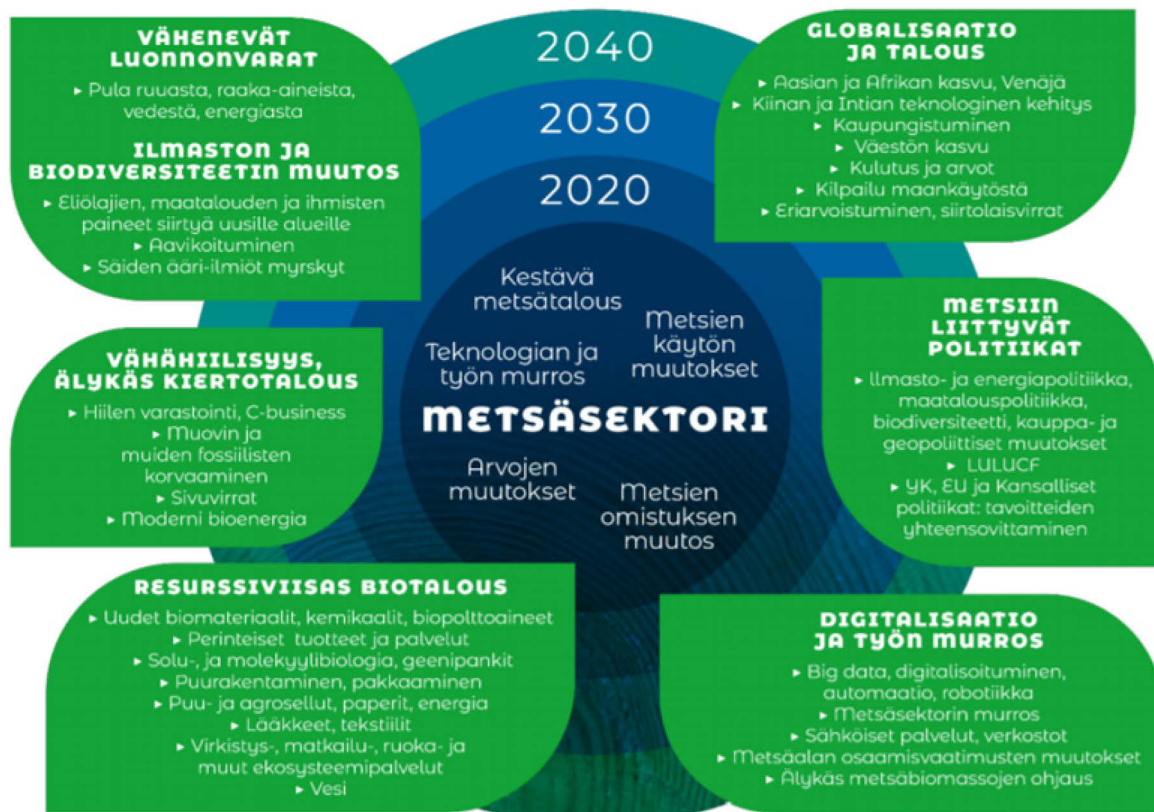 VÄHENEVÄT
LUONNONVARAT
▸ Pula ruuasta, raaka-aineista,
vedestä, energiasta
ILMASTON JA
BIODIVERSITEETIN MUUTOS
▸ Eliölajien, maatalouden ja ihmisten
paineet siirtyä uusille alueille
▸ Aavikoituminen
▸ Säiden ääri-ilmiöt myrskyt
2040
2030
2020
GLOBALISAATIO
JA TALOUS
▸ Aasian ja Afrikan kasvu, Venäjä
▸ Kiinan ja Intian teknologinen kehitys
▸ Kaupungistuminen
▸ Väestön kasvu
▸ Kulutus ja arvot
▸ Kilpailu maankäytöstä
▸ Eriarvoistuminen, siirtolaisvirrat
VÄHÄHIILISYYS,
ÄLYKÄS KIERTOTALOUS
▸ Hiilen varastointi, C-business
▸ Muovin ja
muiden fossiilisten
korvaaminen
▸ Sivuvirrat
▸ Moderni bioenergia
Kestävä
metsätalous
Metsien
käytön
muutokset
Teknologian ja
työn murros
METSÄSEKTORI
Arvojen
muutokset
Metsien
omistuksen
muutos
METSIIN
LIITTYVÄT
POLITIIKAT
▸ Ilmasto- ja energiapolitiikka,
maatalouspolitiikka,
biodiversiteetti, kauppa- ja
geopoliittiset muutokset
▸ LULUCF
▸ YK, EU ja Kansalliset
politiikat: tavoitteiden
yhteensovittaminen
RESURSSIVIISAS BIOTALOUS
▸ Uudet biomateriaalit, kemikaalit, biopolttoaineet
▸ Perinteiset tuotteet ja palvelut
▸ Solu-, ja molekyylibiologia, geenipankit
▸ Puurakentaminen, pakkaaminen
▸ Puu- ja agrosellut, paperit, energia
▸ Lääkkeet, tekstiilit
▸ Virkistys-, matkailu-, ruoka- ja
muut ekosysteemipalvelut
▸ Vesi
DIGITALISAATIO
JA TYÖN MURROS
▸ Big data, digitalisoituminen,
automaatio, robotiikka
▸ Metsäsektorin murros
▸ Sähköiset palvelut, verkostot
▸ Metsäalan osaamisvaatimusten muutokset
▸ Älykäs metsäbiomassojen ohjaus